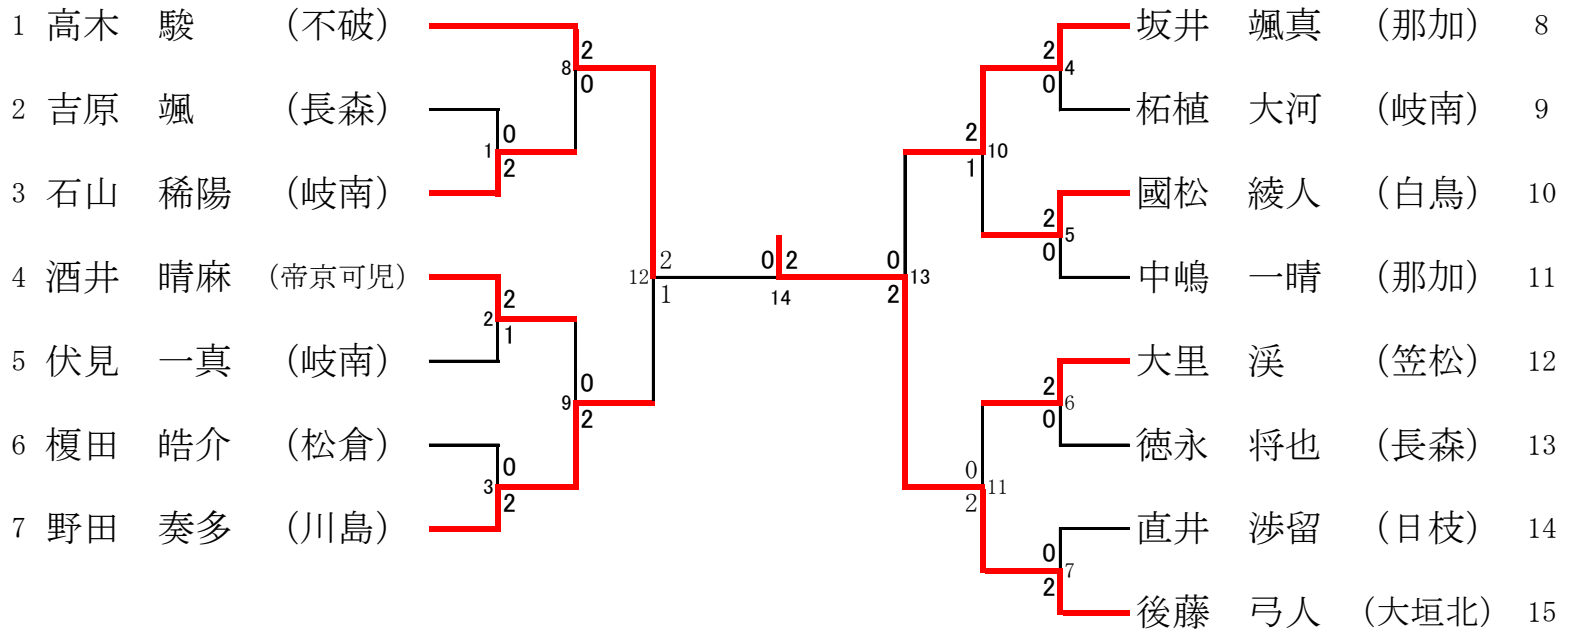 1 高木 駿 (不破)
2 吉原 颯 (長森)
3 石山 稀陽 (岐南)
4 酒井 晴麻 (帝京可児)
5 伏見 一真 (岐南)
6 榎田 皓介 (松倉)
7 野田 奏多 (川島)
8 2
0
1 0
2
2 2
1
9 0
2
3 0
2
12 2
1
0 2
14
0 13
2
2 10
1
0 11
2
2 4
0
2 5
0
2 6
0
0 7
2
坂井 颯真 (那加) 8
柘植 大河 (岐南) 9
國松 綾人 (白鳥) 10
中嶋 一晴 (那加) 11
大里 渓 (笠松) 12
徳永 将也 (長森) 13
直井 渉留 (日枝) 14
後藤 弓人 (大垣北) 15